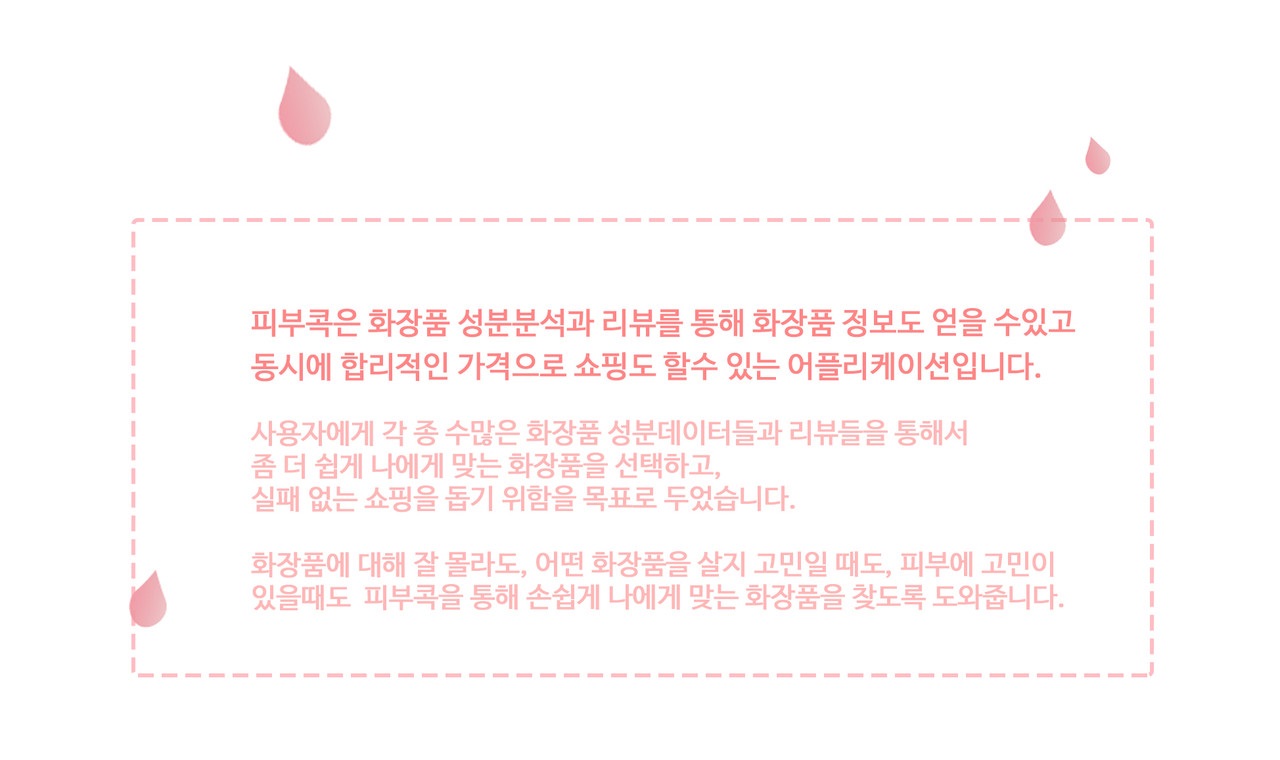 피부콕은 화장품 성분분석과 리뷰를 통해 화장품 정보도 얻을 수있고
동시에 합리적인 가격으로 쇼핑도 할수 있는 어플리케이션입니다.
사용자에게 각 종 수많은 화장품 성분데이터들과 리뷰들을 통해서
좀 더 쉽게 나에게 맞는 화장품을 선택하고,
실패 없는 쇼핑을 돕기 위함을 목표로 두었습니다.
화장품에 대해 잘 몰라도, 어떤 화장품을 살지 고민일 때도, 피부에 고민이
있을때도 피부콕을 통해 손쉽게 나에게 맞는 화장품을 찾도록 도와줍니다.